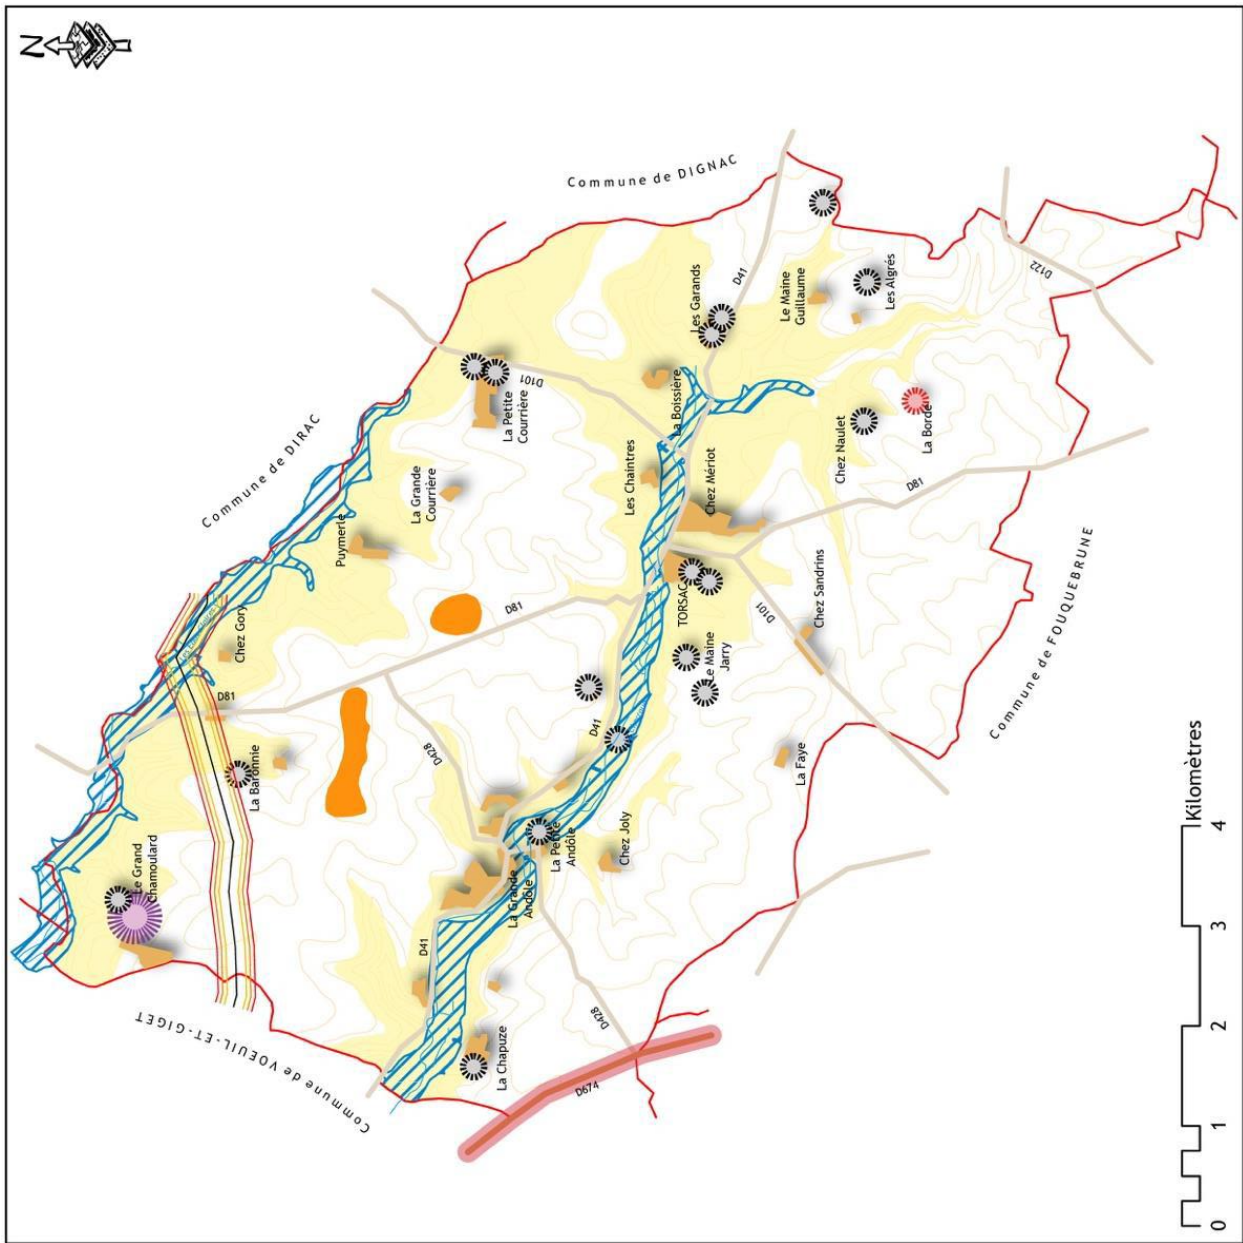 N
Commune de DIGNAC
Commune de DIRAC
Commune de VOEUIL-ET-GIGET
Commune de FOUQUEBRUNE
Le Grand
Chamoulard
La Baronnie
D81
Chez Gory
Puymerle
La Grande
Courrière
La Petite
Courrière
D101
D81
D428
D41
D41
La Grande
Andôle
La Petite
Andôle
Chez Joly
La Chapuze
D428
D674
Les Chaintres
La Boissière
Chez Mériot
TORSAC
Le Maine
Jarry
D101
Chez Sandrins
La Faye
Les Garands
D41
Le Maine
Guillaume
Les Algrés
D122
Chez Naulet
La Borde
D81
Kilomètres
0
1
2
3
4